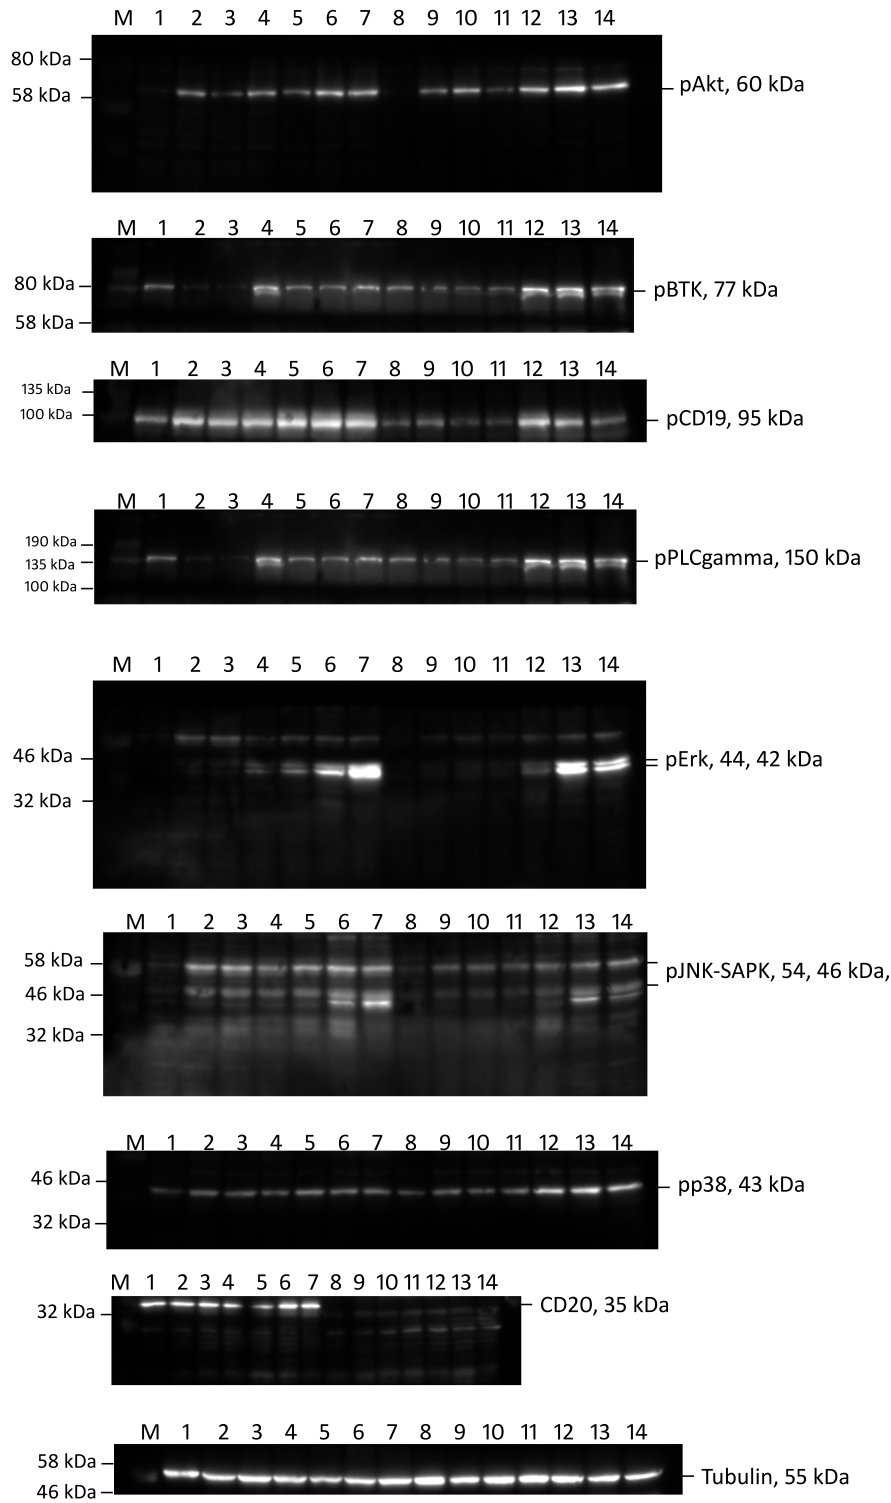 M 1 2 3 4 5 6 7 8 9 10 11 12 13 14
80 kDa
58 kDa
pAkt, 60 kDa
M 1 2 3 4 5 6 7 8 9 10 11 12 13 14
80 kDa
58 kDa
pBTK, 77 kDa
M 1 2 3 4 5 6 7 8 9 10 11 12 13 14
135 kDa
100 kDa
pCD19, 95 kDa
M 1 2 3 4 5 6 7 8 9 10 11 12 13 14
190 kDa
135 kDa
100 kDa
pPLCgamma, 150 kDa
M 1 2 3 4 5 6 7 8 9 10 11 12 13 14
46 kDa
32 kDa
pErk, 44, 42 kDa
M 1 2 3 4 5 6 7 8 9 10 11 12 13 14
58 kDa
46 kDa
32 kDa
pJNK-SAPK, 54, 46 kDa,
M 1 2 3 4 5 6 7 8 9 10 11 12 13 14
46 kDa
32 kDa
pp38, 43 kDa
M 1 2 3 4 5 6 7 8 9 10 11 12 13 14
32 kDa
CD20, 35 kDa
M 1 2 3 4 5 6 7 8 9 10 11 12 13 14
58 kDa
46 kDa
Tubulin, 55 kDa